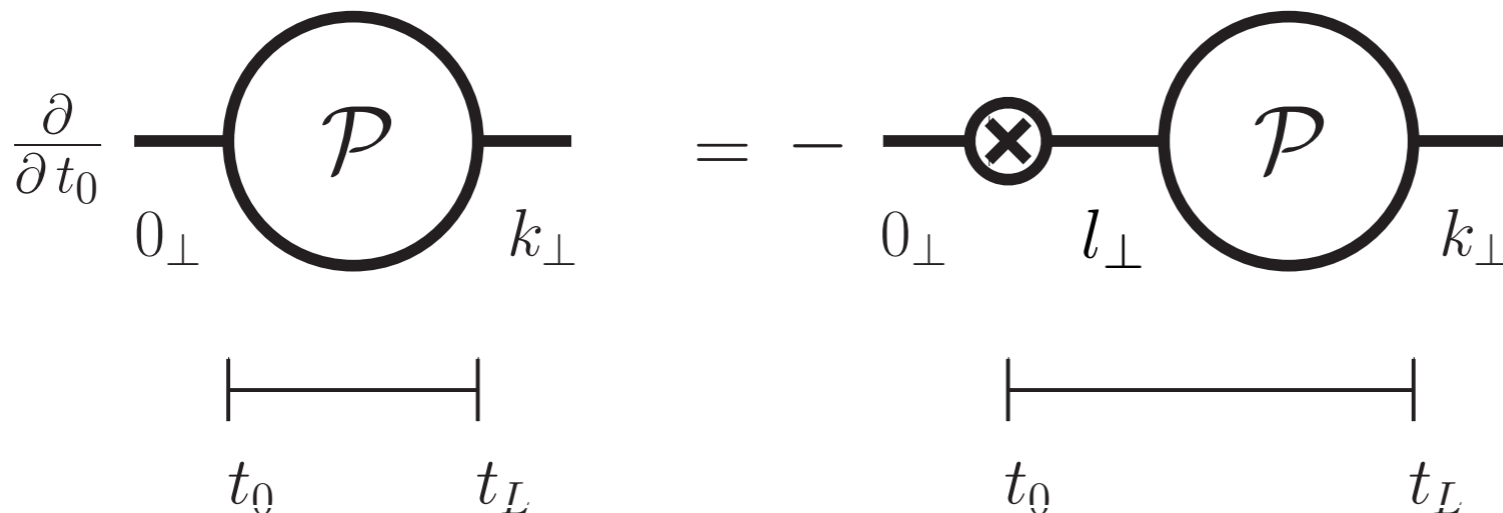 ∂/∂t₀ 𝒫 = − ⊗ 𝒫
0⊥ k⊥ 0⊥ l⊥ k⊥
t₀ t_L t₀ t_L